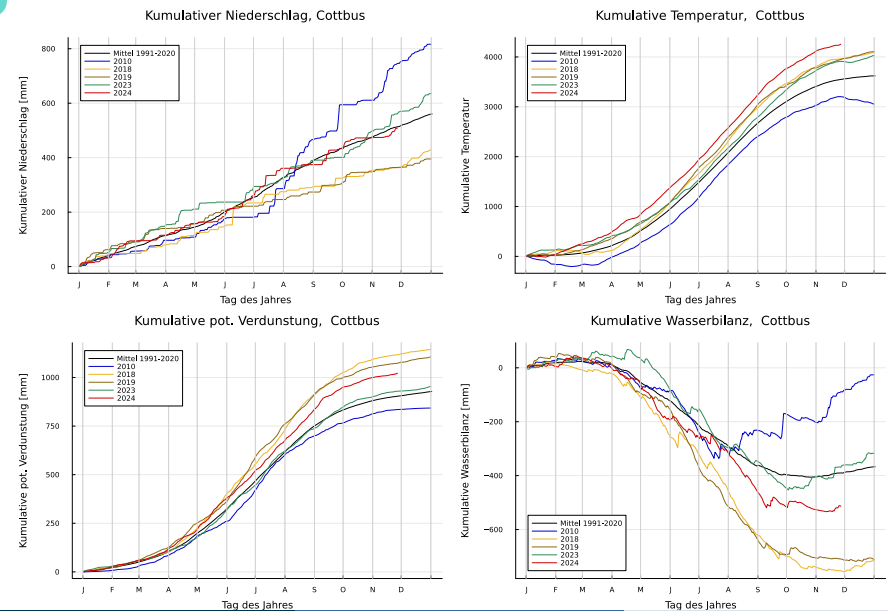 Kumulativer Niederschlag, Cottbus
Kumulativer Niederschlag [mm]
800
600
400
200
0
Mittel 1991-2020
2010
2018
2019
2023
2024
J F M A M J J A S O N D
Tag des Jahres
Kumulative Temperatur, Cottbus
Kumulative Temperatur
4000
3000
2000
1000
0
Mittel 1991-2020
2010
2018
2019
2023
2024
J F M A M J J A S O N D
Tag des Jahres
Kumulative pot. Verdunstung, Cottbus
Kumulative pot. Verdunstung [mm]
1000
750
500
250
0
Mittel 1991-2020
2010
2018
2019
2023
2024
J F M A M J J A S O N D
Tag des Jahres
Kumulative Wasserbilanz, Cottbus
Kumulative Wasserbilanz [mm]
0
−200
−400
−600
Mittel 1991-2020
2010
2018
2019
2023
2024
J F M A M J J A S O N D
Tag des Jahres